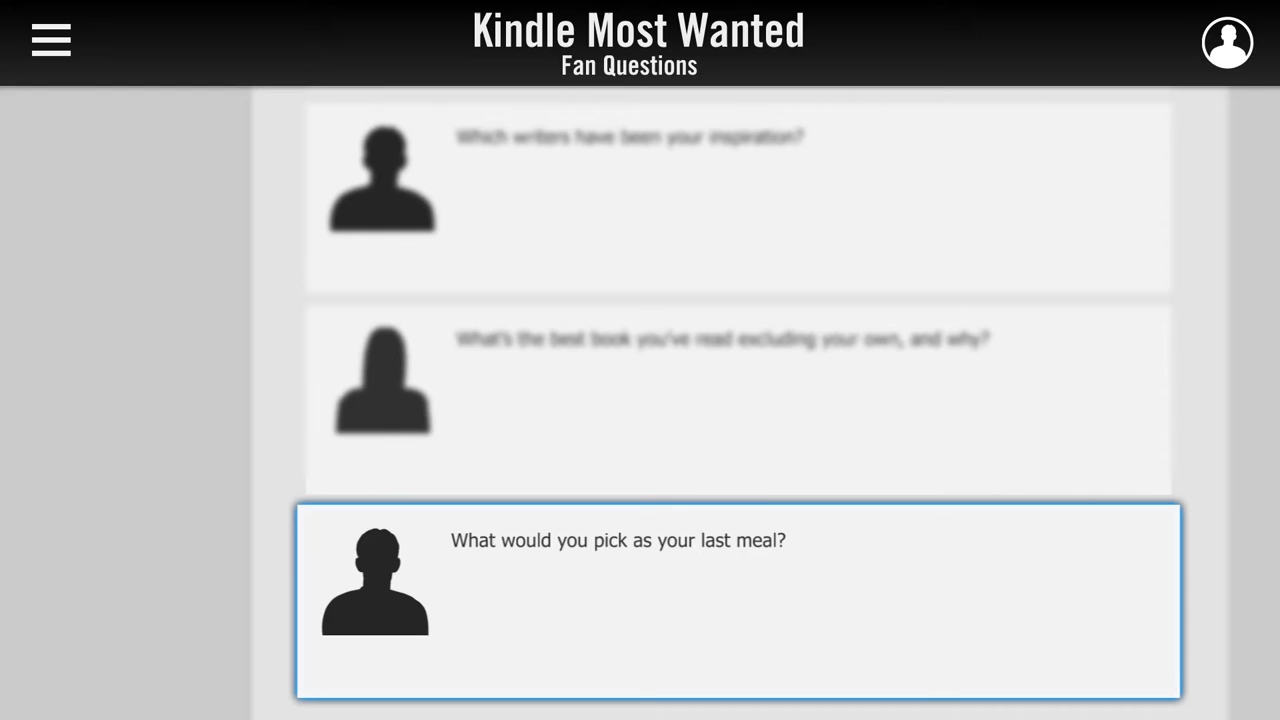 Kindle Most Wanted
Fan Questions
Which writers have been your inspiration?
What's the best book you've read excluding your own, and why?
What would you pick as your last meal?